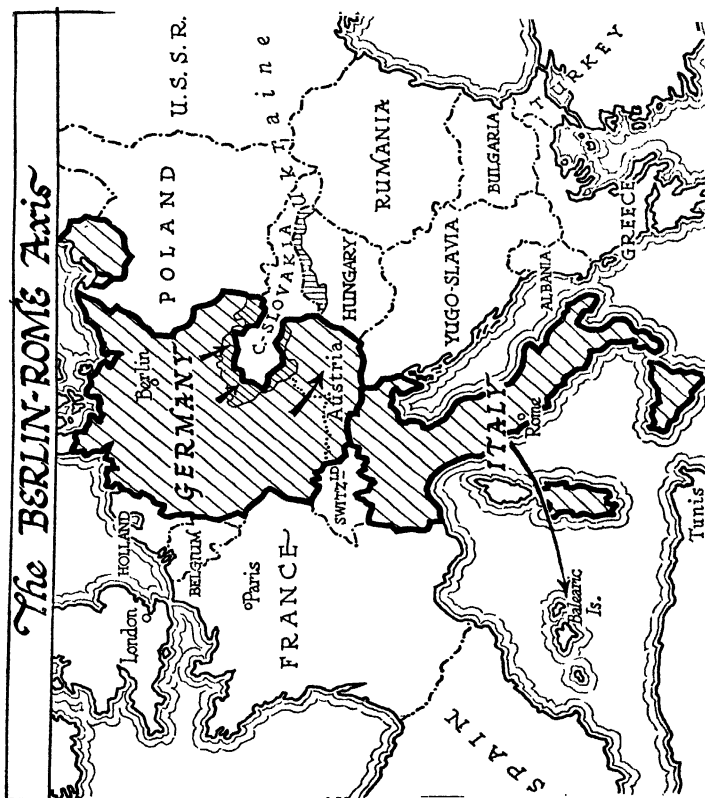 The BERLIN-ROME Axis
U.S.S.R.
Ukraine
POLAND
London
HOLLAND
Berlin
GERMANY
BELGIUM
C-SLOVAKIA
Paris
FRANCE
SWITZ LD
Austria
HUNGARY
RUMANIA
YUGO-SLAVIA
BULGARIA
TURKEY
ALBANIA
GREECE
ITALY
Rome
SPAIN
Balearic
Is.
Tunis